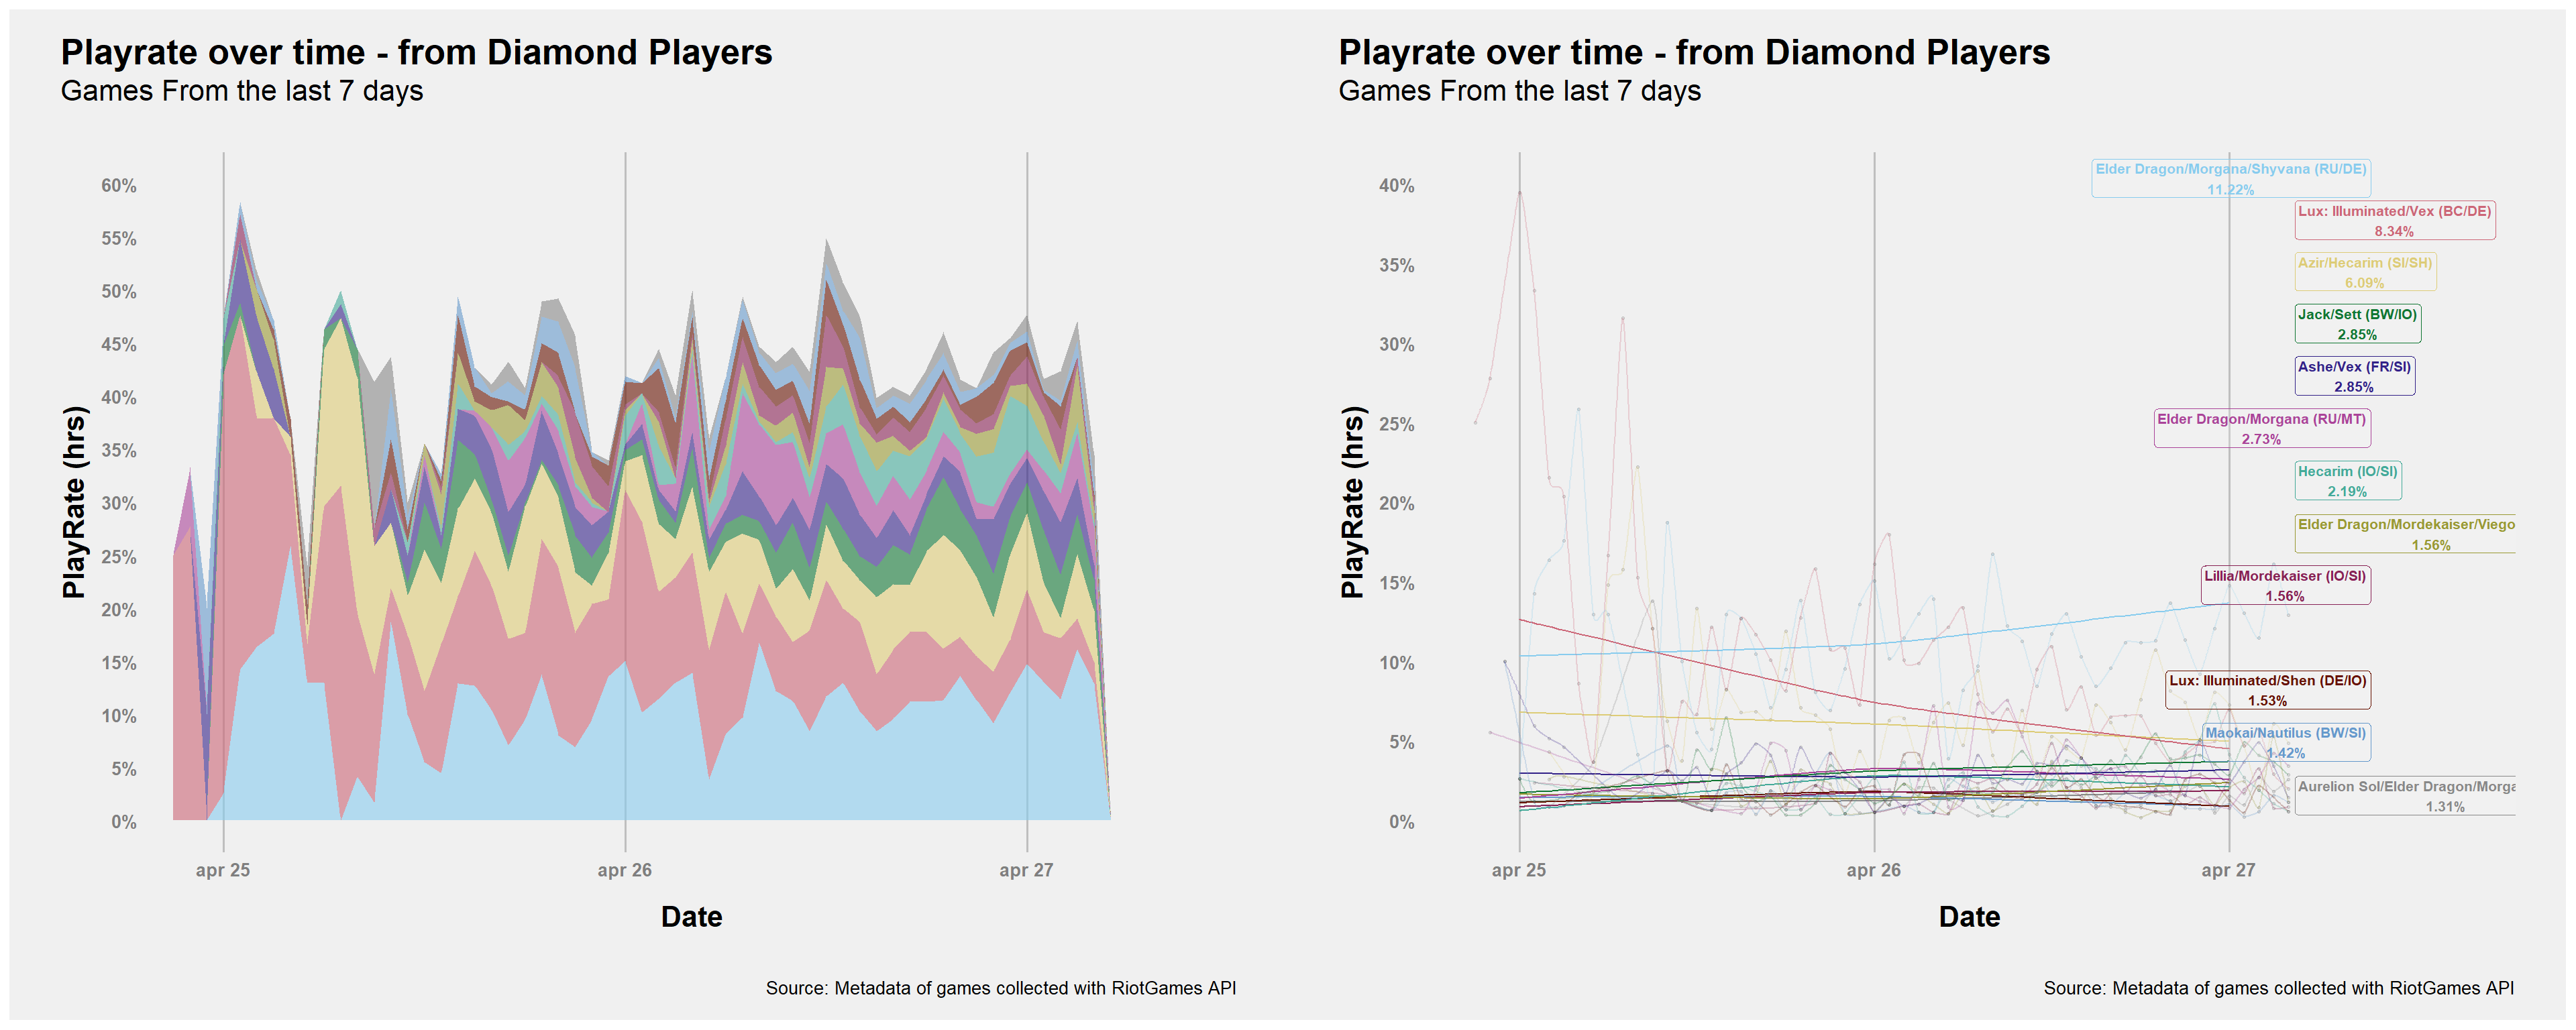 Playrate over time - from Diamond Players
Games From the last 7 days
60%
55%
50%
45%
40%
35%
30%
25%
20%
15%
10%
5%
0%
PlayRate (hrs)
apr 25
apr 26
apr 27
Date
Source: Metadata of games collected with RiotGames API
Playrate over time - from Diamond Players
Games From the last 7 days
40%
35%
30%
25%
20%
15%
10%
5%
0%
PlayRate (hrs)
Elder Dragon/Morgana/Shyvana (RU/DE)
11.22%
Lux: Illuminated/Vex (BC/DE)
8.34%
Azir/Hecarim (SI/SH)
6.09%
Jack/Sett (BW/IO)
2.85%
Ashe/Vex (FR/SI)
2.85%
Elder Dragon/Morgana (RU/MT)
2.73%
Hecarim (IO/SI)
2.19%
Elder Dragon/Mordekaiser/Viego
1.56%
Lillia/Mordekaiser (IO/SI)
1.56%
Lux: Illuminated/Shen (DE/IO)
1.53%
Maokai/Nautilus (BW/SI)
1.42%
Aurelion Sol/Elder Dragon/Morga
1.31%
apr 25
apr 26
apr 27
Date
Source: Metadata of games collected with RiotGames API